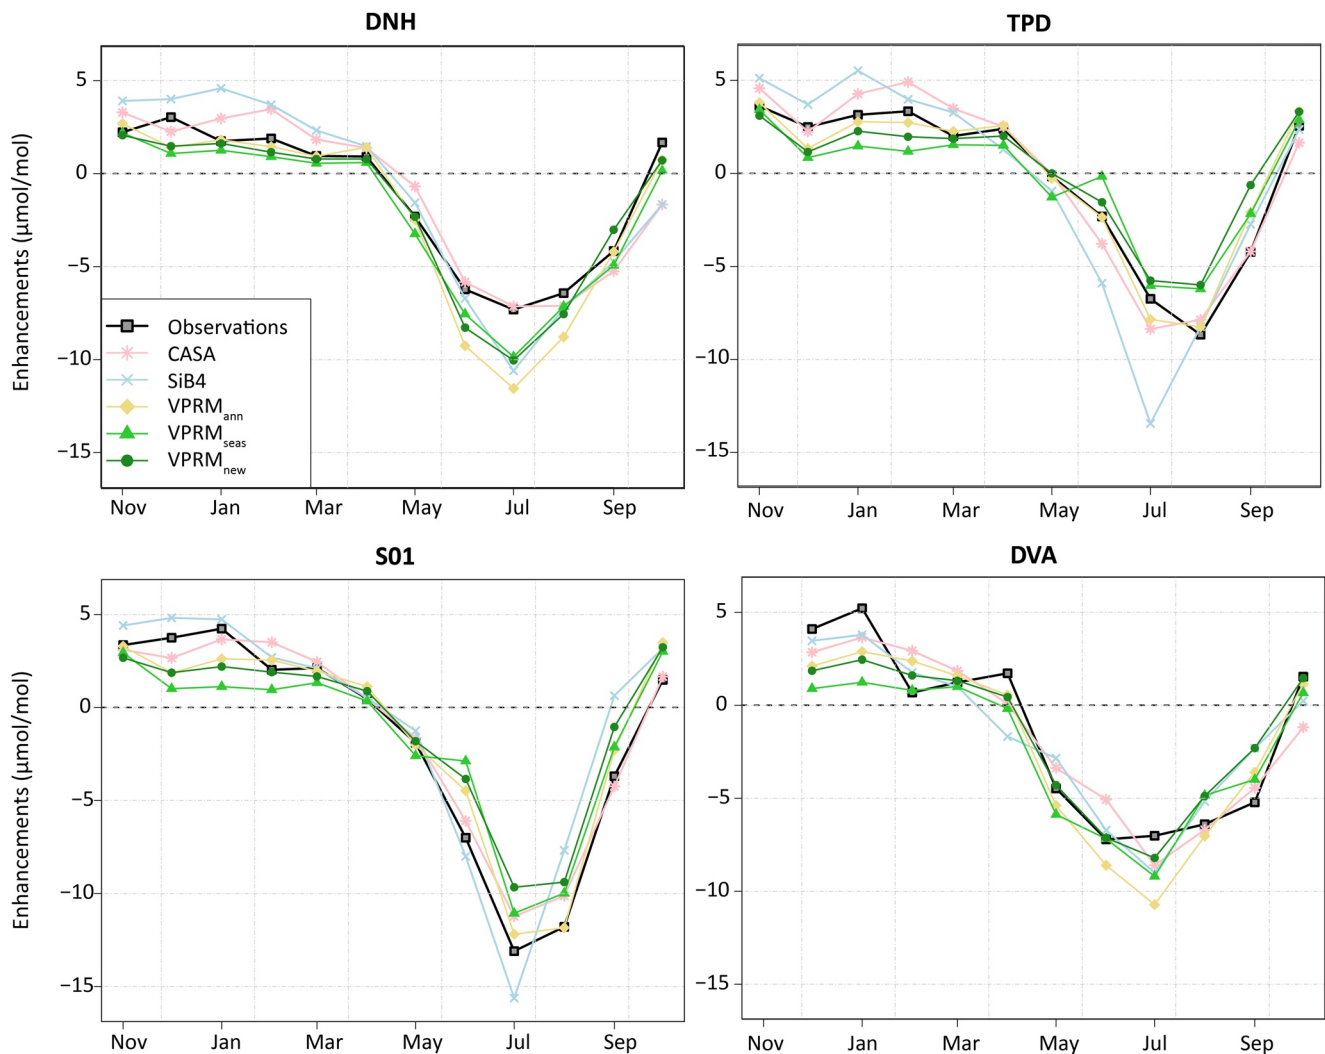 DNH
5
0
−5
−10
−15
Enhancements (µmol/mol)
Observations
CASA
SiB4
VPRMann
VPRMseas
VPRMnew
Nov Jan Mar May Jul Sep
TPD
5
0
−5
−10
−15
Nov Jan Mar May Jul Sep
S01
5
0
−5
−10
−15
Enhancements (µmol/mol)
Nov Jan Mar May Jul Sep
DVA
5
0
−5
−10
−15
Nov Jan Mar May Jul Sep